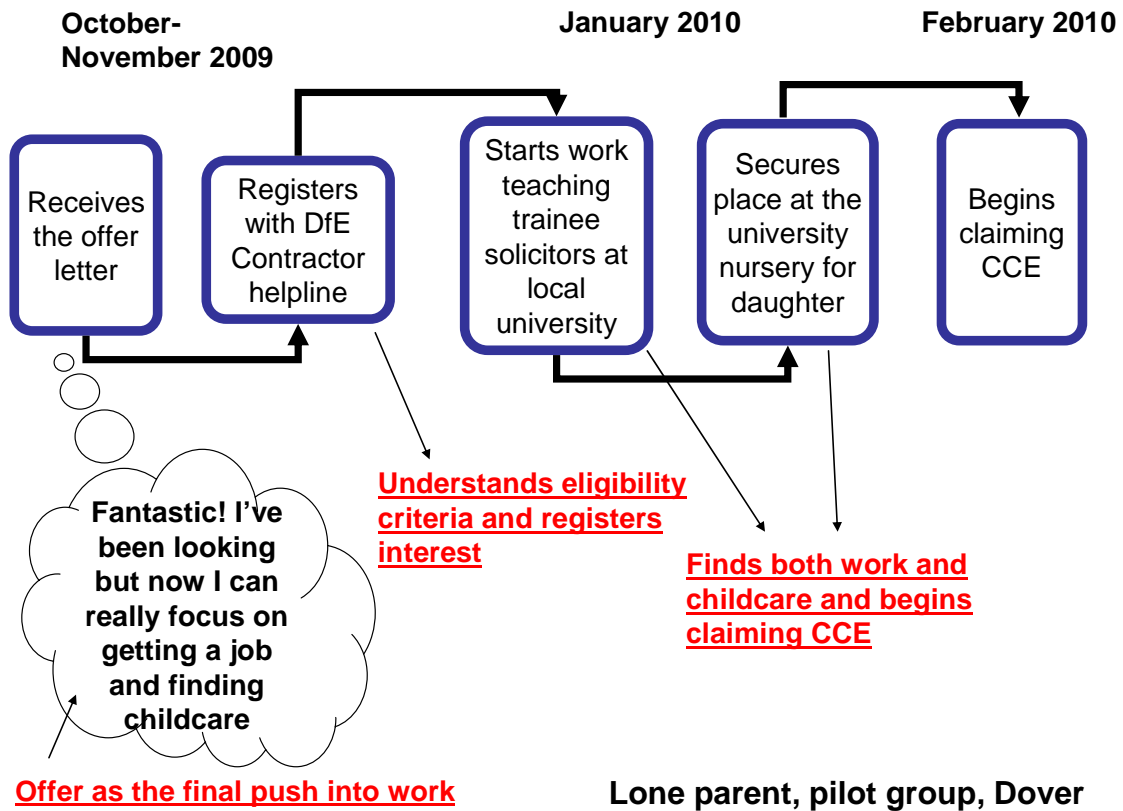 October-
November 2009
January 2010
February 2010
Receives
the offer
letter
Registers
with DfE
Contractor
helpline
Starts work
teaching
trainee
solicitors at
local
university
Secures
place at the
university
nursery for
daughter
Begins
claiming
CCE
Fantastic! I've
been looking
but now I can
really focus on
getting a job
and finding
childcare
Understands eligibility
criteria and registers
interest
Finds both work and
childcare and begins
claiming CCE
Offer as the final push into work
Lone parent, pilot group, Dover